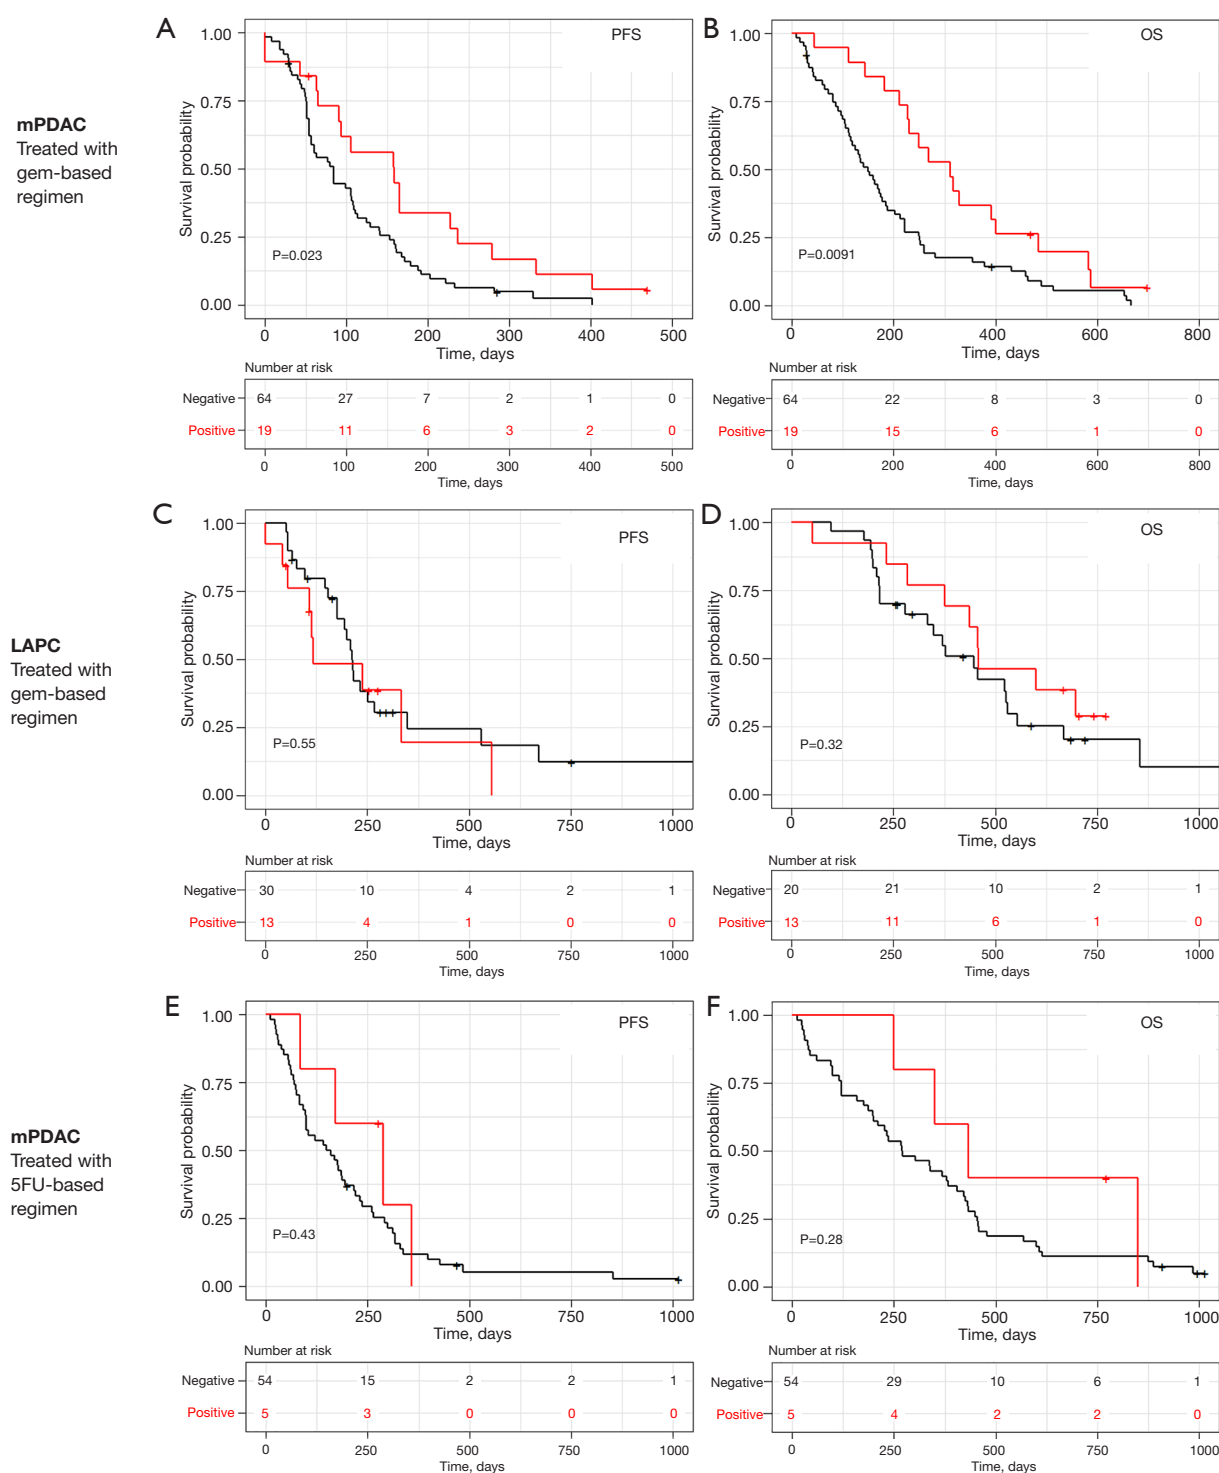 A
PFS
mPDAC
Treated with
gem-based
regimen
Survival probability
1.00
0.75
0.50
0.25
0.00
P=0.023
0 100 200 300 400 500
Time, days
Number at risk
Negative 64 27 7 2 1 0
Positive 19 11 6 3 2 0
0 100 200 300 400 500
Time, days
B
OS
Survival probability
1.00
0.75
0.50
0.25
0.00
P=0.0091
0 200 400 600 800
Time, days
Number at risk
Negative 64 22 8 3 0
Positive 19 15 6 1 0
0 200 400 600 800
Time, days
C
PFS
LAPC
Treated with
gem-based
regimen
Survival probability
1.00
0.75
0.50
0.25
0.00
P=0.55
0 250 500 750 1000
Time, days
Number at risk
Negative 30 10 4 2 1
Positive 13 4 1 0 0
0 250 500 750 1000
Time, days
D
OS
Survival probability
1.00
0.75
0.50
0.25
0.00
P=0.32
0 250 500 750 1000
Time, days
Number at risk
Negative 20 21 10 2 1
Positive 13 11 6 1 0
0 250 500 750 1000
Time, days
E
PFS
mPDAC
Treated with
5FU-based
regimen
Survival probability
1.00
0.75
0.50
0.25
0.00
P=0.43
0 250 500 750 1000
Time, days
Number at risk
Negative 54 15 2 2 1
Positive 5 3 0 0 0
0 250 500 750 1000
Time, days
F
OS
Survival probability
1.00
0.75
0.50
0.25
0.00
P=0.28
0 250 500 750 1000
Time, days
Number at risk
Negative 54 29 10 6 1
Positive 5 4 2 2 0
0 250 500 750 1000
Time, days